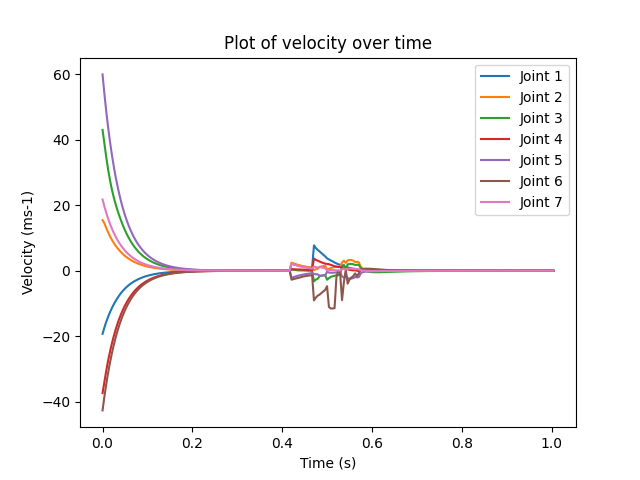 Plot of velocity over time
Velocity (ms-1)
60
40
20
0
−20
−40
0.0 0.2 0.4 0.6 0.8 1.0
Time (s)
Joint 1
Joint 2
Joint 3
Joint 4
Joint 5
Joint 6
Joint 7